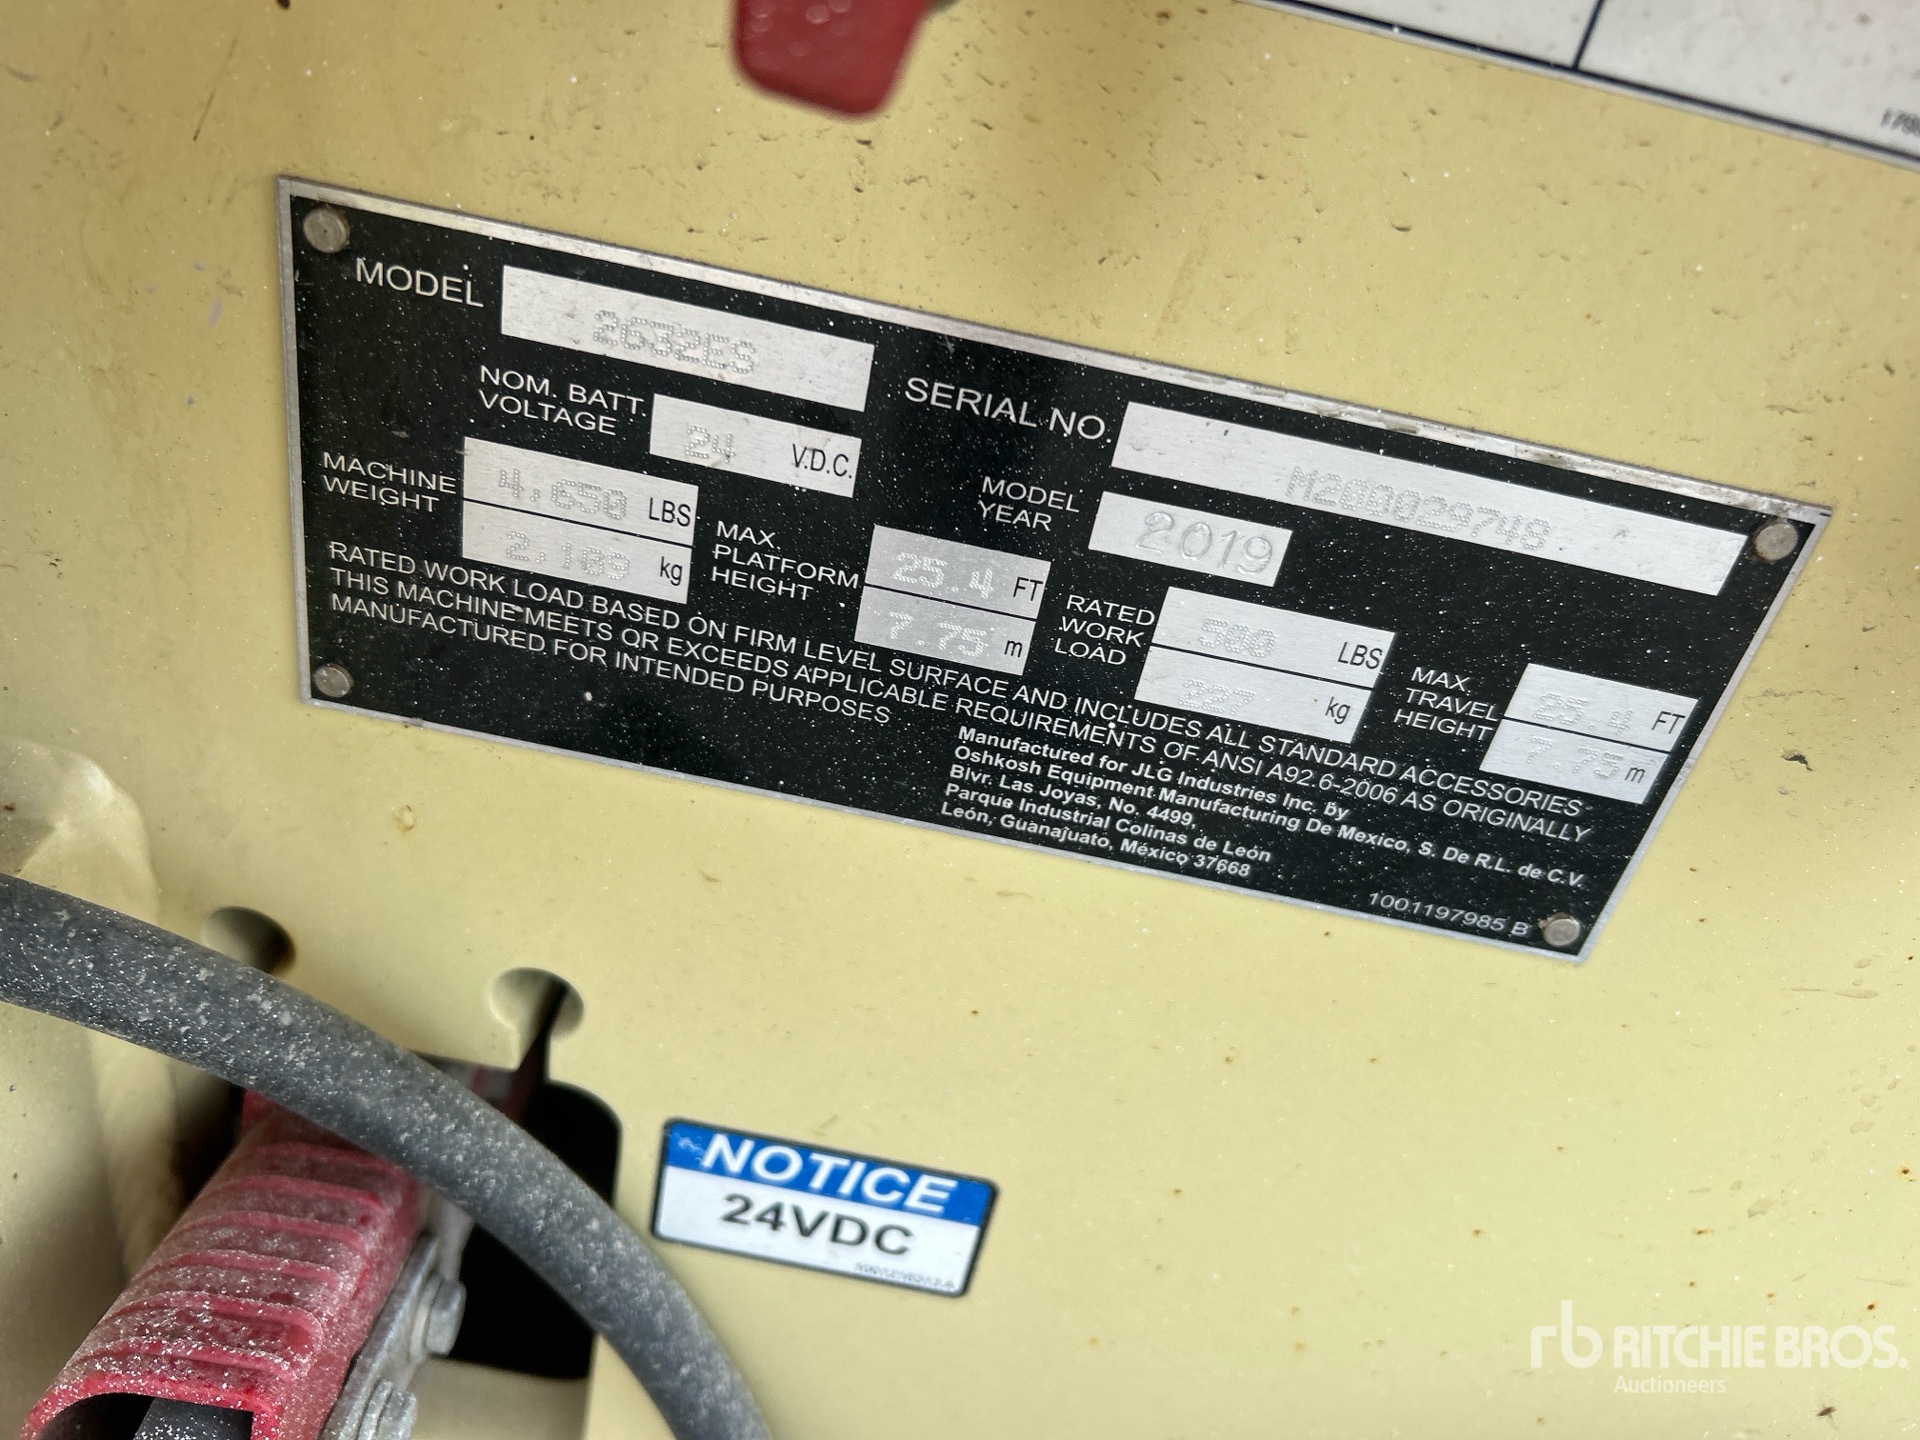 MODEL 2632ES
SERIAL NO. M200029748
NOM. BATT. VOLTAGE 24 V.D.C.
MODEL YEAR 2019
MACHINE WEIGHT 4,650 LBS
2,109 kg
MAX. PLATFORM HEIGHT 25.4 FT
7.75 m
RATED WORK LOAD 500 LBS
227 kg
MAX. TRAVEL HEIGHT 25.4 FT
7.75 m
RATED WORK LOAD BASED ON FIRM LEVEL SURFACE AND INCLUDES ALL STANDARD ACCESSORIES
THIS MACHINE MEETS OR EXCEEDS APPLICABLE REQUIREMENTS OF ANSI A92.6-2006 AS ORIGINALLY
MANUFACTURED FOR INTENDED PURPOSES
Manufactured for JLG Industries Inc. by
Oshkosh Equipment Manufacturing De Mexico, S. De R.L. de C.V.
Blvr. Las Joyas, No. 4499,
Parque Industrial Colinas de León
León, Guanajuato, México 37668
1001197985 B
NOTICE
24VDC
rb RITCHIE BROS.
Auctioneers